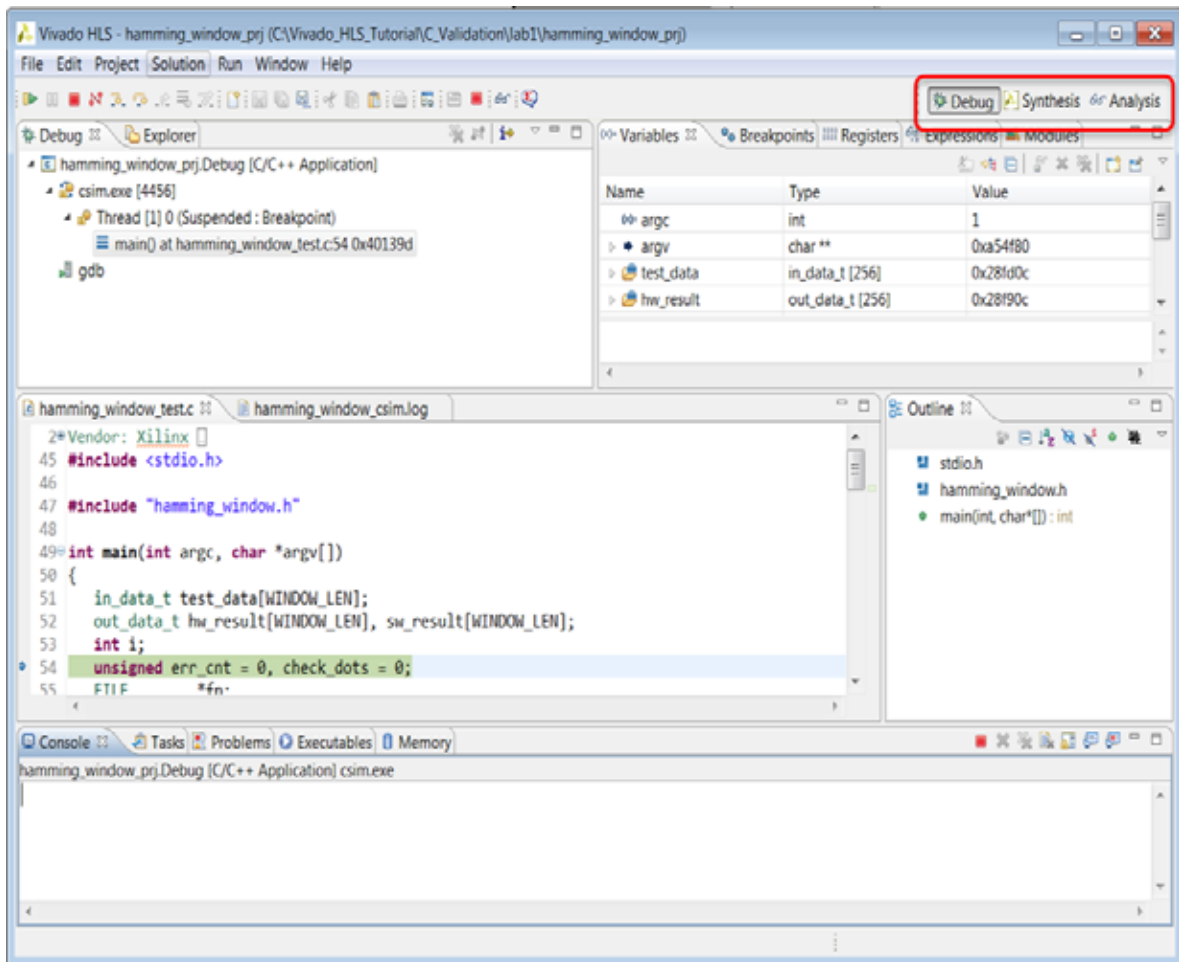 Vivado HLS - hamming_window_prj (C:\Vivado_HLS_Tutorial\C_Validation\lab1\hamming_window_prj)
File Edit Project Solution Run Window Help
Debug Synthesis Analysis
Debug Explorer
hamming_window_prj.Debug [C/C++ Application]
csim.exe [4456]
Thread [1] 0 (Suspended : Breakpoint)
main() at hamming_window_test.c:54 0x40139d
gdb
Variables Breakpoints Registers Expressions Modules
Name Type Value
argc int 1
argv char ** 0xa54f80
test_data in_data_t [256] 0x28fd0c
hw_result out_data_t [256] 0x28f90c
hamming_window_test.c hamming_window_csim.log
2 Vendor: Xilinx
45 #include <stdio.h>
46
47 #include "hamming_window.h"
48
49 int main(int argc, char *argv[])
50 {
51 in_data_t test_data[WINDOW_LEN];
52 out_data_t hw_result[WINDOW_LEN], sw_result[WINDOW_LEN];
53 int i;
54 unsigned err_cnt = 0, check_dots = 0;
55 FILE *fp;
Outline
stdio.h
hamming_window.h
main(int, char*[]) : int
Console Tasks Problems Executables Memory
hamming_window_prj.Debug [C/C++ Application] csim.exe